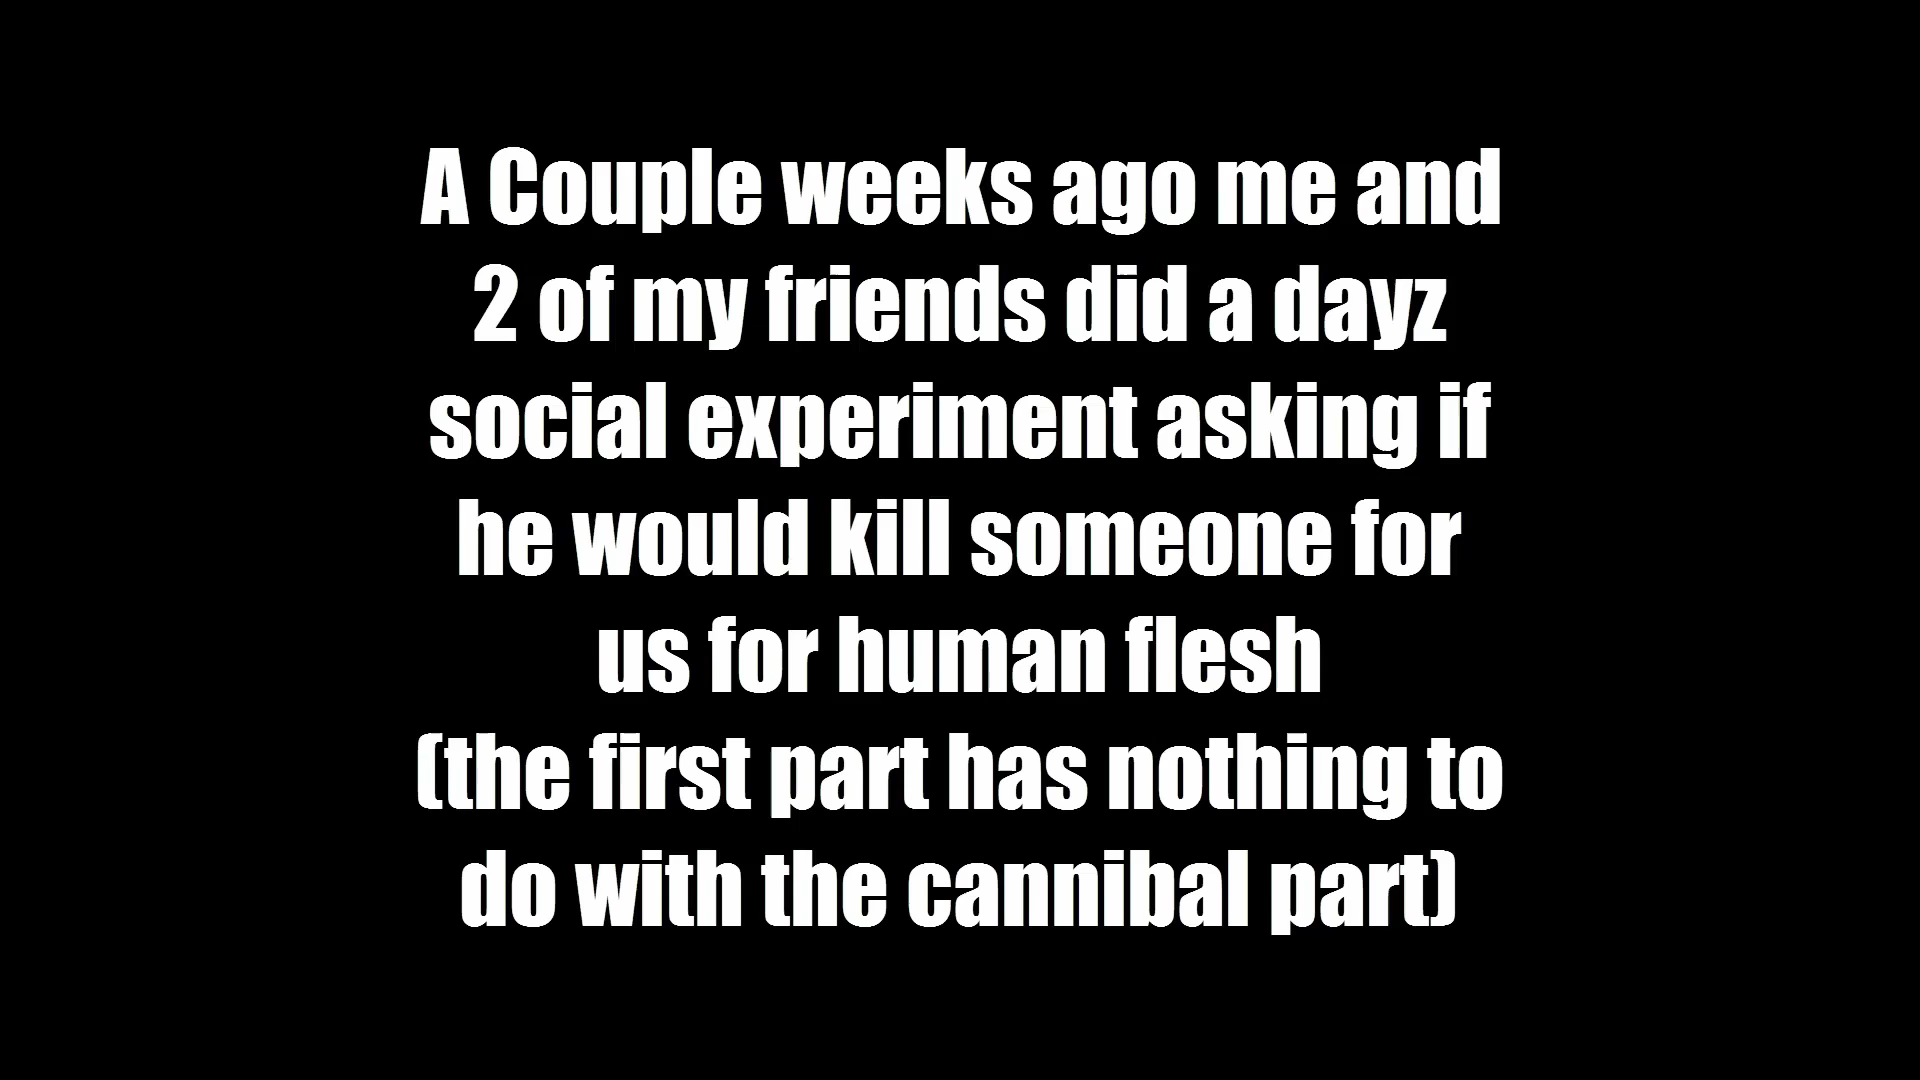 A Couple weeks ago me and
2 of my friends did a dayz
social experiment asking if
he would kill someone for
us for human flesh
(the first part has nothing to
do with the cannibal part)